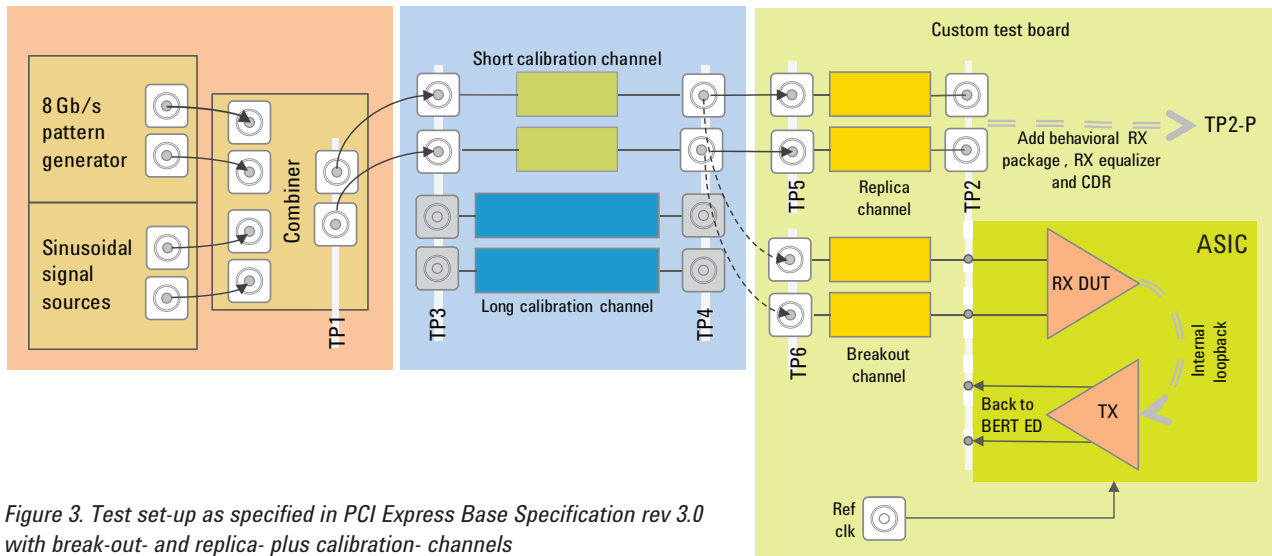 8 Gb/s
pattern
generator
Sinusoidal
signal
sources
Combiner
TP1
Short calibration channel
TP3
TP4
Long calibration channel
Custom test board
TP5
Replica
channel
TP2
Add behavioral RX
package , RX equalizer
and CDR
TP2-P
TP6
Breakout
channel
ASIC
RX DUT
Internal
loopback
TX
Back to
BERT ED
Ref
clk
Figure 3. Test set-up as specified in PCI Express Base Specification rev 3.0
with break-out- and replica- plus calibration- channels